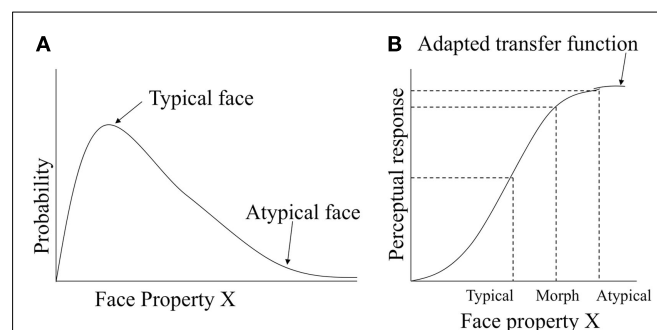 A
Typical face
Atypical face
Probability
Face Property X
B
Adapted transfer function
Perceptual response
Typical Morph Atypical
Face property X